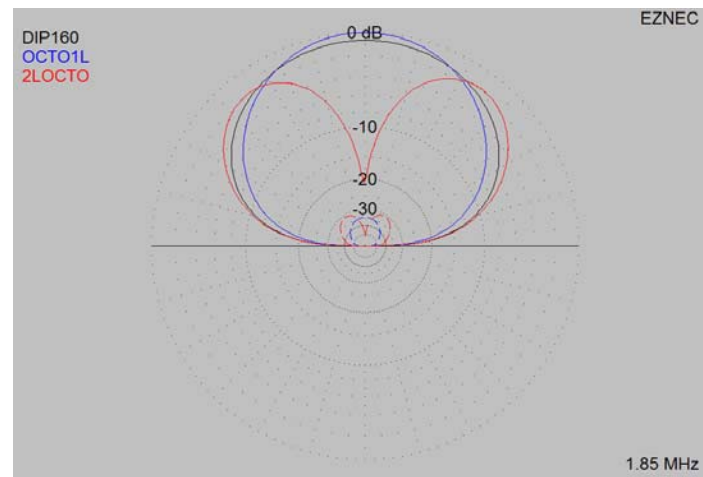 EZNEC
DIP160
OCTO1L
2LOCTO
0 dB
-10
-20
-30
1.85 MHz